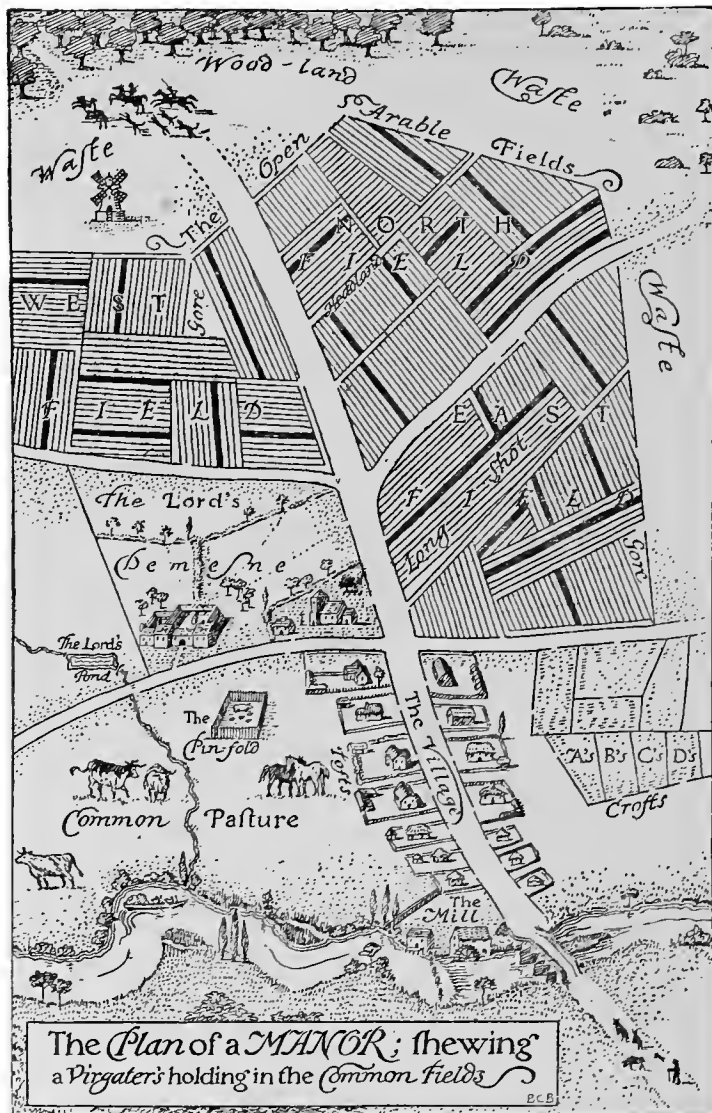 Wood-land
Waſte
Waſte
The Open Arable Fields
NORTH
FIELD
Headland
WEST
FIELD
Gore
Waſte
EAST
FIELD
Long Shot
Gore
The Lord's
Demeſne
The Lord's
Pond
The
Pin-fold
Tofts
The Village
A's B's C's D's
Crofts
Common Paſture
The
Mill
The Plan of a MANOR; ſhewing
a Virgater's holding in the Common Fields
B.C.B